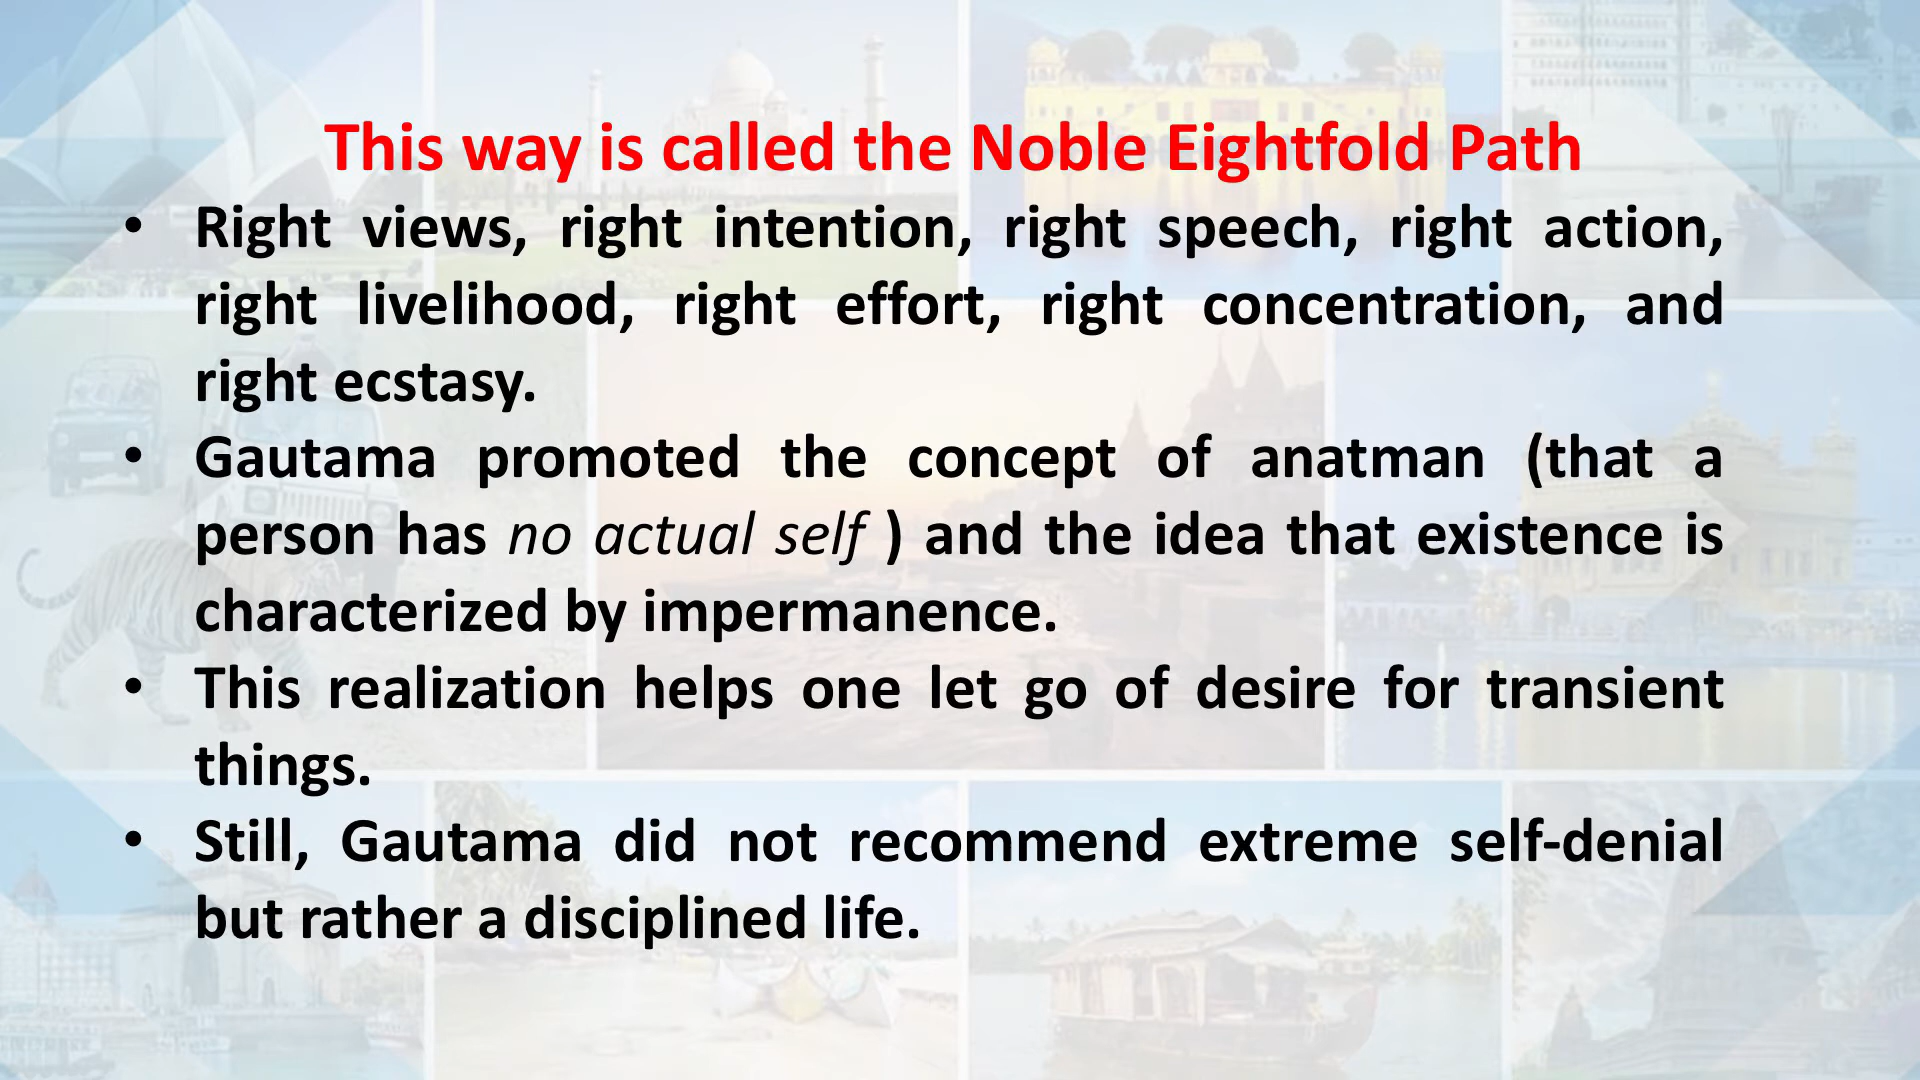 This way is called the Noble Eightfold Path
• Right views, right intention, right speech, right action,
right livelihood, right effort, right concentration, and
right ecstasy.
• Gautama promoted the concept of anatman (that a
person has no actual self ) and the idea that existence is
characterized by impermanence.
• This realization helps one let go of desire for transient
things.
• Still, Gautama did not recommend extreme self-denial
but rather a disciplined life.